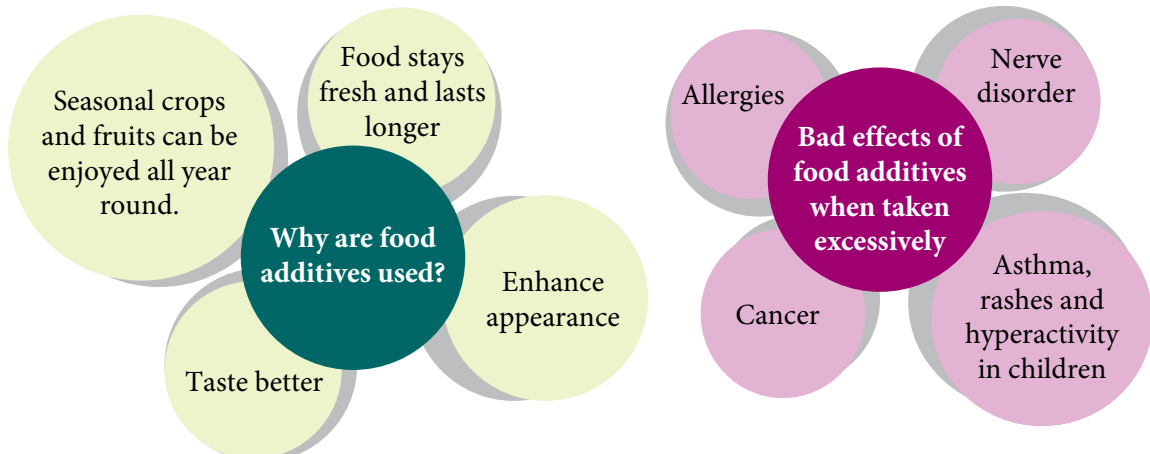 Seasonal crops
and fruits can be
enjoyed all year
round.
Food stays
fresh and lasts
longer
Why are food
additives used?
Enhance
appearance
Taste better
Allergies
Nerve
disorder
Bad effects of
food additives
when taken
excessively
Cancer
Asthma,
rashes and
hyperactivity
in children